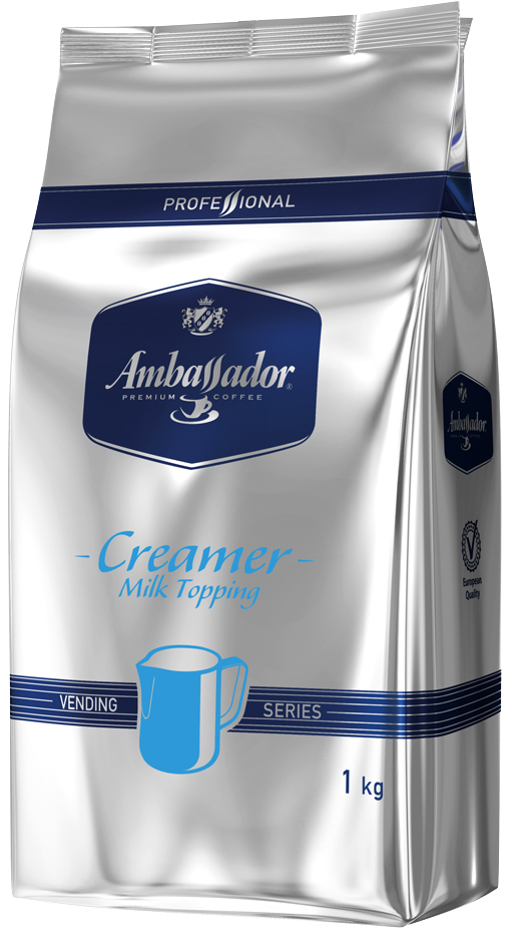 PROFESSIONAL
Ambassador®
PREMIUM COFFEE
- Creamer -
Milk Topping
VENDING SERIES
1 kg
Ambassador
European
Quality